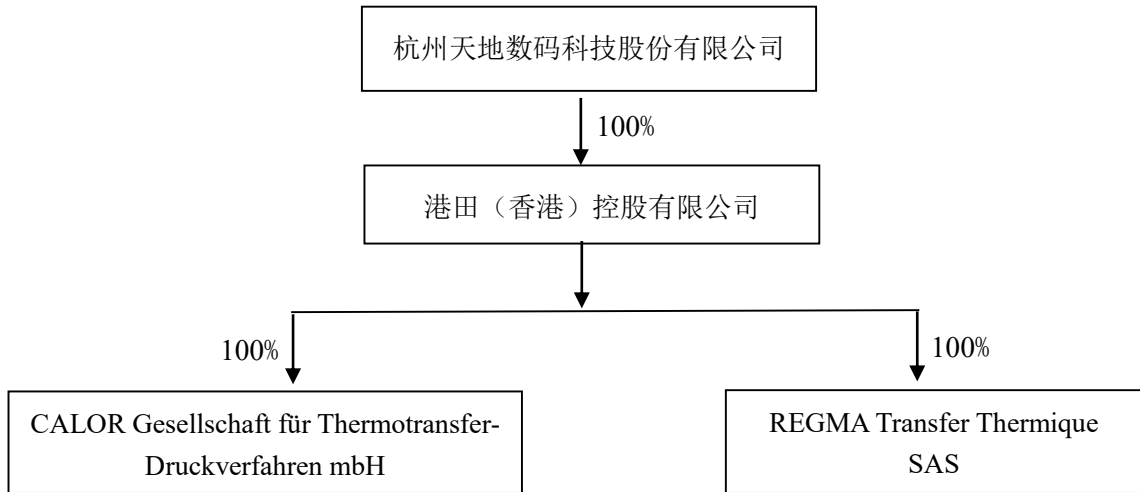 杭州天地数码科技股份有限公司
100%
港田（香港）控股有限公司
100%
100%
CALOR Gesellschaft für Thermotransfer-
Druckverfahren mbH
REGMA Transfer Thermique
SAS